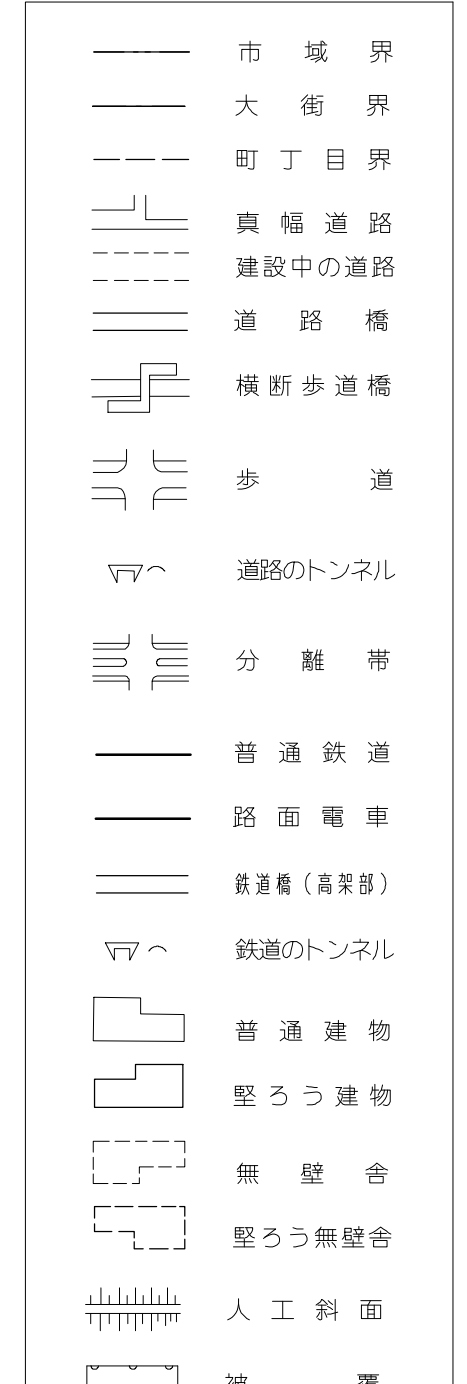 市域界
大街界
町丁目界
真幅道路
建設中の道路
道路橋
横断歩道橋
歩道
道路のトンネル
分離帯
普通鉄道
路面電車
鉄道橋(高架部)
鉄道のトンネル
普通建物
堅ろう建物
無壁舎
堅ろう無壁舎
人工斜面
被覆